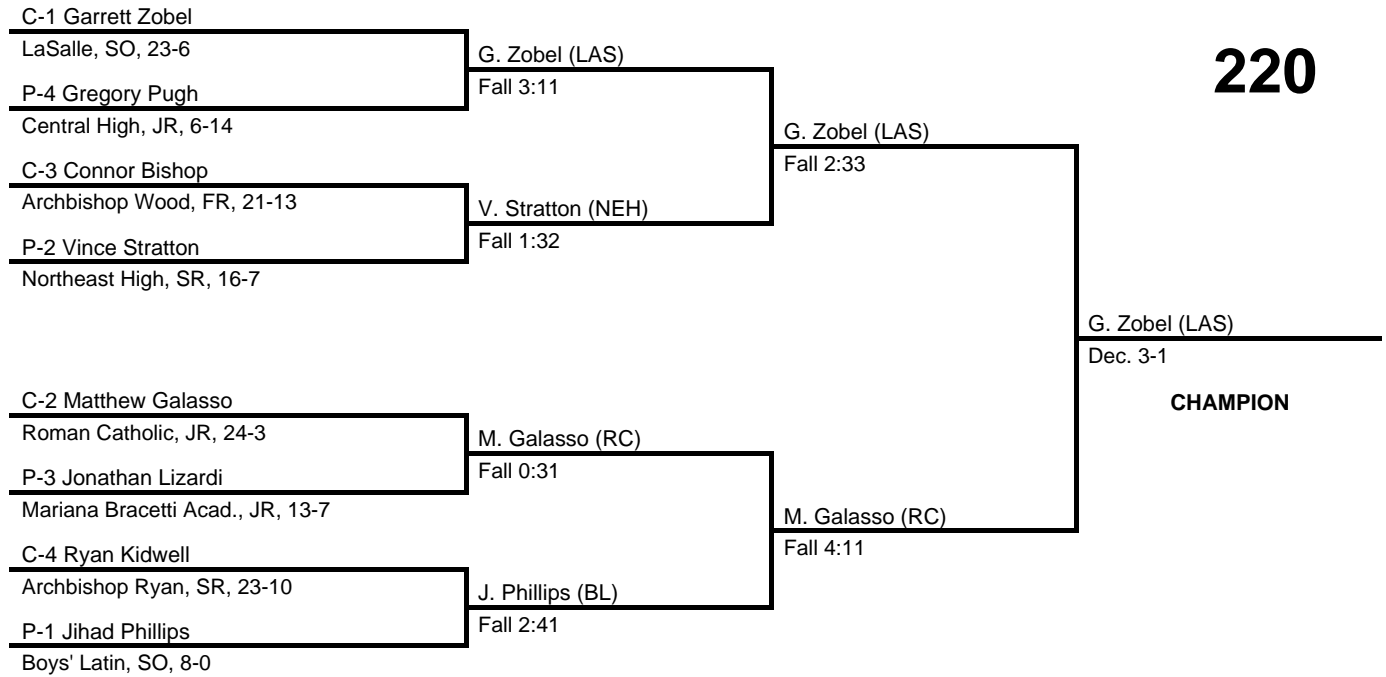 C-1 Garrett Zobel
LaSalle, SO, 23-6
P-4 Gregory Pugh
Central High, JR, 6-14
C-3 Connor Bishop
Archbishop Wood, FR, 21-13
P-2 Vince Stratton
Northeast High, SR, 16-7
C-2 Matthew Galasso
Roman Catholic, JR, 24-3
P-3 Jonathan Lizardi
Mariana Bracetti Acad., JR, 13-7
C-4 Ryan Kidwell
Archbishop Ryan, SR, 23-10
P-1 Jihad Phillips
Boys' Latin, SO, 8-0
G. Zobel (LAS)
Fall 3:11
V. Stratton (NEH)
Fall 1:32
M. Galasso (RC)
Fall 0:31
J. Phillips (BL)
Fall 2:41
G. Zobel (LAS)
Fall 2:33
M. Galasso (RC)
Fall 4:11
220
G. Zobel (LAS)
Dec. 3-1
CHAMPION